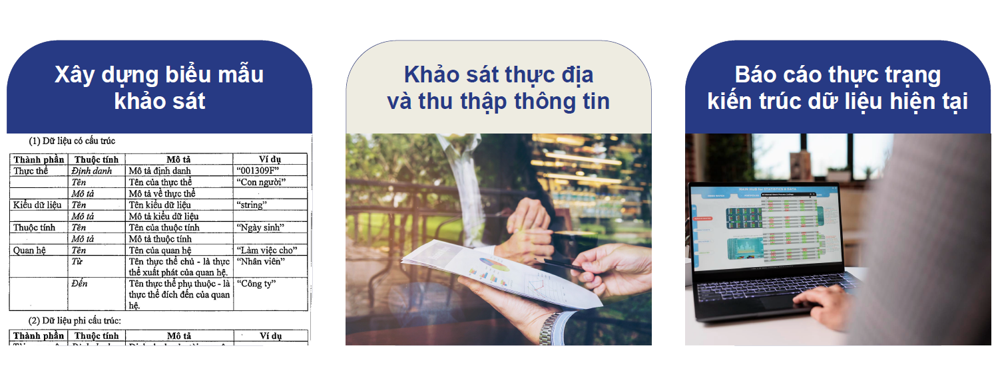 Xây dựng biểu mẫu
khảo sát
(1) Dữ liệu có cấu trúc
Thành phần Thuộc tính Mô tả Ví dụ
Thực thể Định danh Mô tả định danh “001309F”
Tên Tên của thực thể “Con người”
Mô tả Mô tả về thực thể
Kiểu dữ liệu Tên Tên kiểu dữ liệu “string”
Mô tả Mô tả kiểu dữ liệu
Thuộc tính Tên Tên của thuộc tính “Ngày sinh”
Mô tả Mô tả thuộc tính
Quan hệ Tên Tên của quan hệ “Làm việc cho”
Từ Tên thực thể chủ - là thực “Nhân viên”
thể xuất phát của quan hệ.
Đến Tên thực thể phụ thuộc - là “Công ty”
thực thể đích đến của quan
hệ.
(2) Dữ liệu phi cấu trúc:
Thành phần Thuộc tính Mô tả Ví dụ
Khảo sát thực địa
và thu thập thông tin
Báo cáo thực trạng
kiến trúc dữ liệu hiện tại
MAIN HUB for STATISTICS & DATA